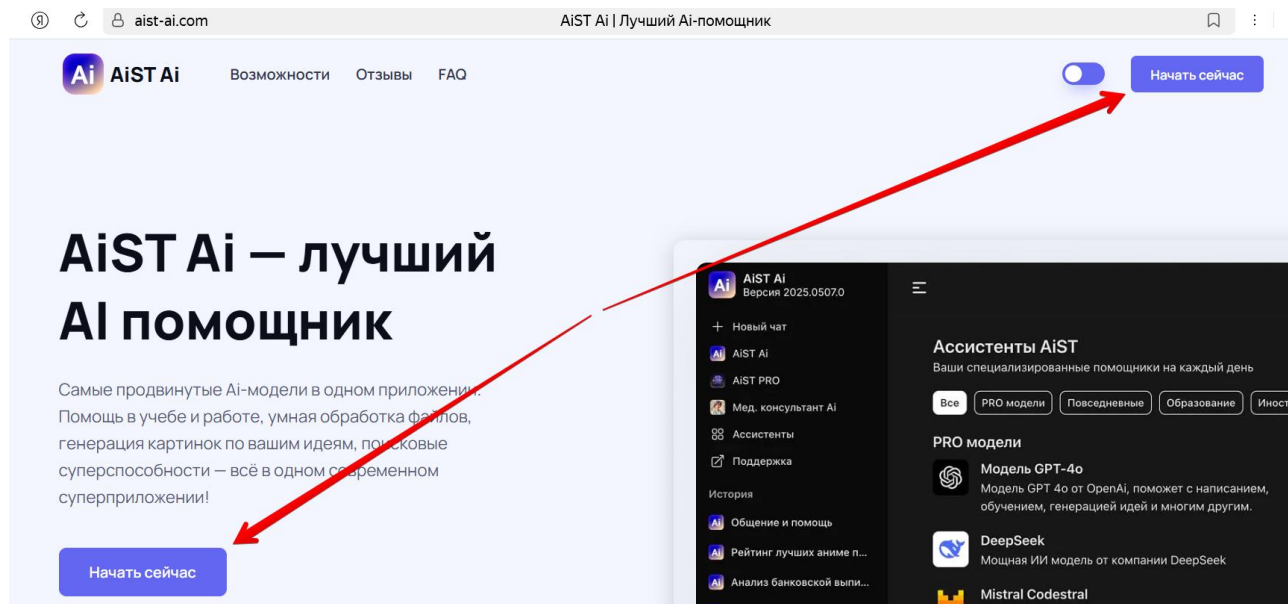 aist-ai.com
AiST Ai | Лучший Ai-помощник
Ai AiST Ai
Возможности
Отзывы
FAQ
Начать сейчас
AiST Ai — лучший
AI помощник
Самые продвинутые Ai-модели в одном приложении.
Помощь в учебе и работе, умная обработка файлов,
генерация картинок по вашим идеям, поисковые
суперспособности — всё в одном современном
суперприложении!
Начать сейчас
Ai AiST Ai
Версия 2025.0507.0
Новый чат
Ai AiST Ai
AiST PRO
Мед. консультант Ai
Ассистенты
Поддержка
История
Ai Общение и помощь
Ai Рейтинг лучших аниме п...
Ai Анализ банковской выпи...
Ассистенты AiST
Ваши специализированные помощники на каждый день
Все
PRO модели
Повседневные
Образование
Иност
PRO модели
Модель GPT-4o
Модель GPT 4o от OpenAi, поможет с написанием,
обучением, генерацией идей и многим другим.
DeepSeek
Мощная ИИ модель от компании DeepSeek
Mistral Codestral